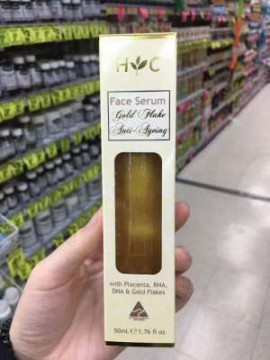 HC
Face Serum
Gold Flake
Anti-Ageing
with Placenta, RNA,
DNA & Gold Flakes
50mL ℮ 1.76 fl oz